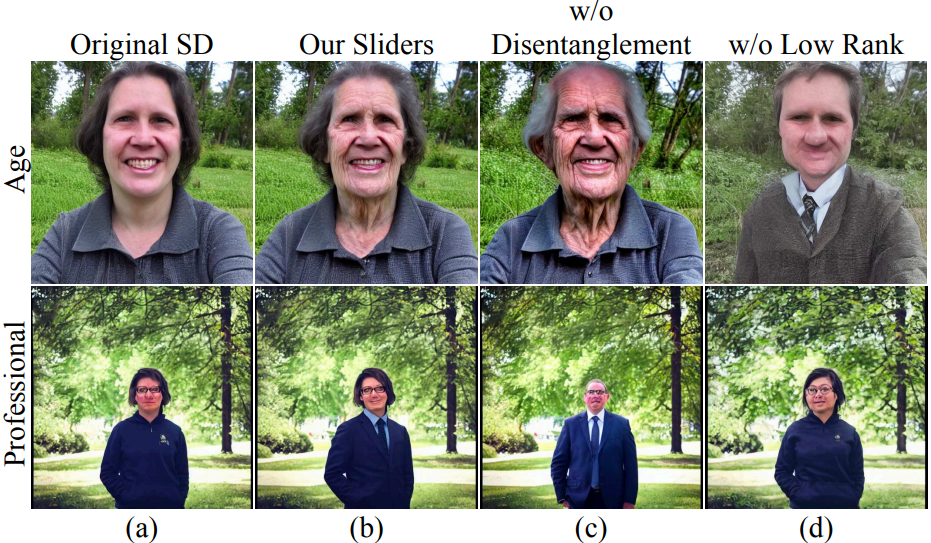 Original SD
Our Sliders
w/o
Disentanglement
w/o Low Rank
Age
Professional
(a)
(b)
(c)
(d)